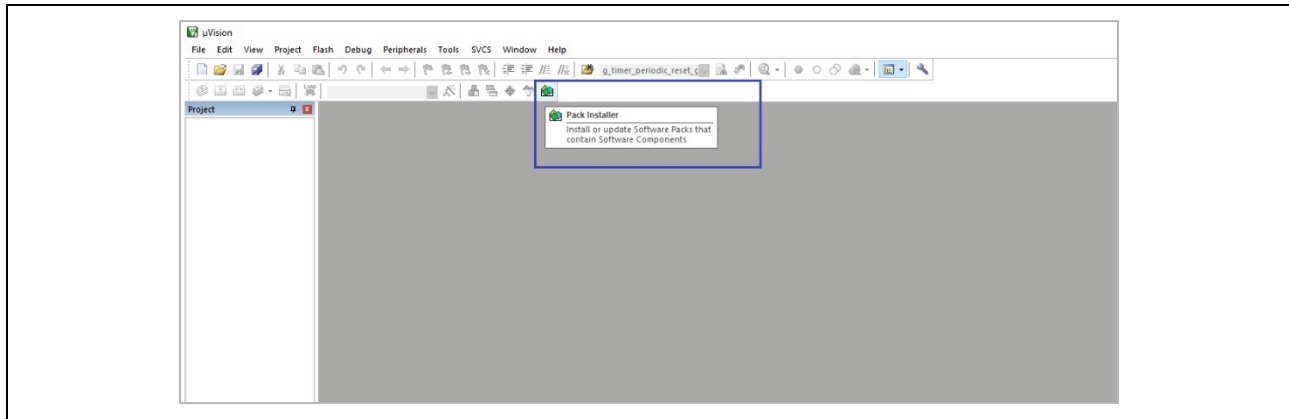 µVision
File Edit View Project Flash Debug Peripherals Tools SVCS Window Help
g_timer_periodic_reset_c
Project
Pack Installer
Install or update Software Packs that
contain Software Components